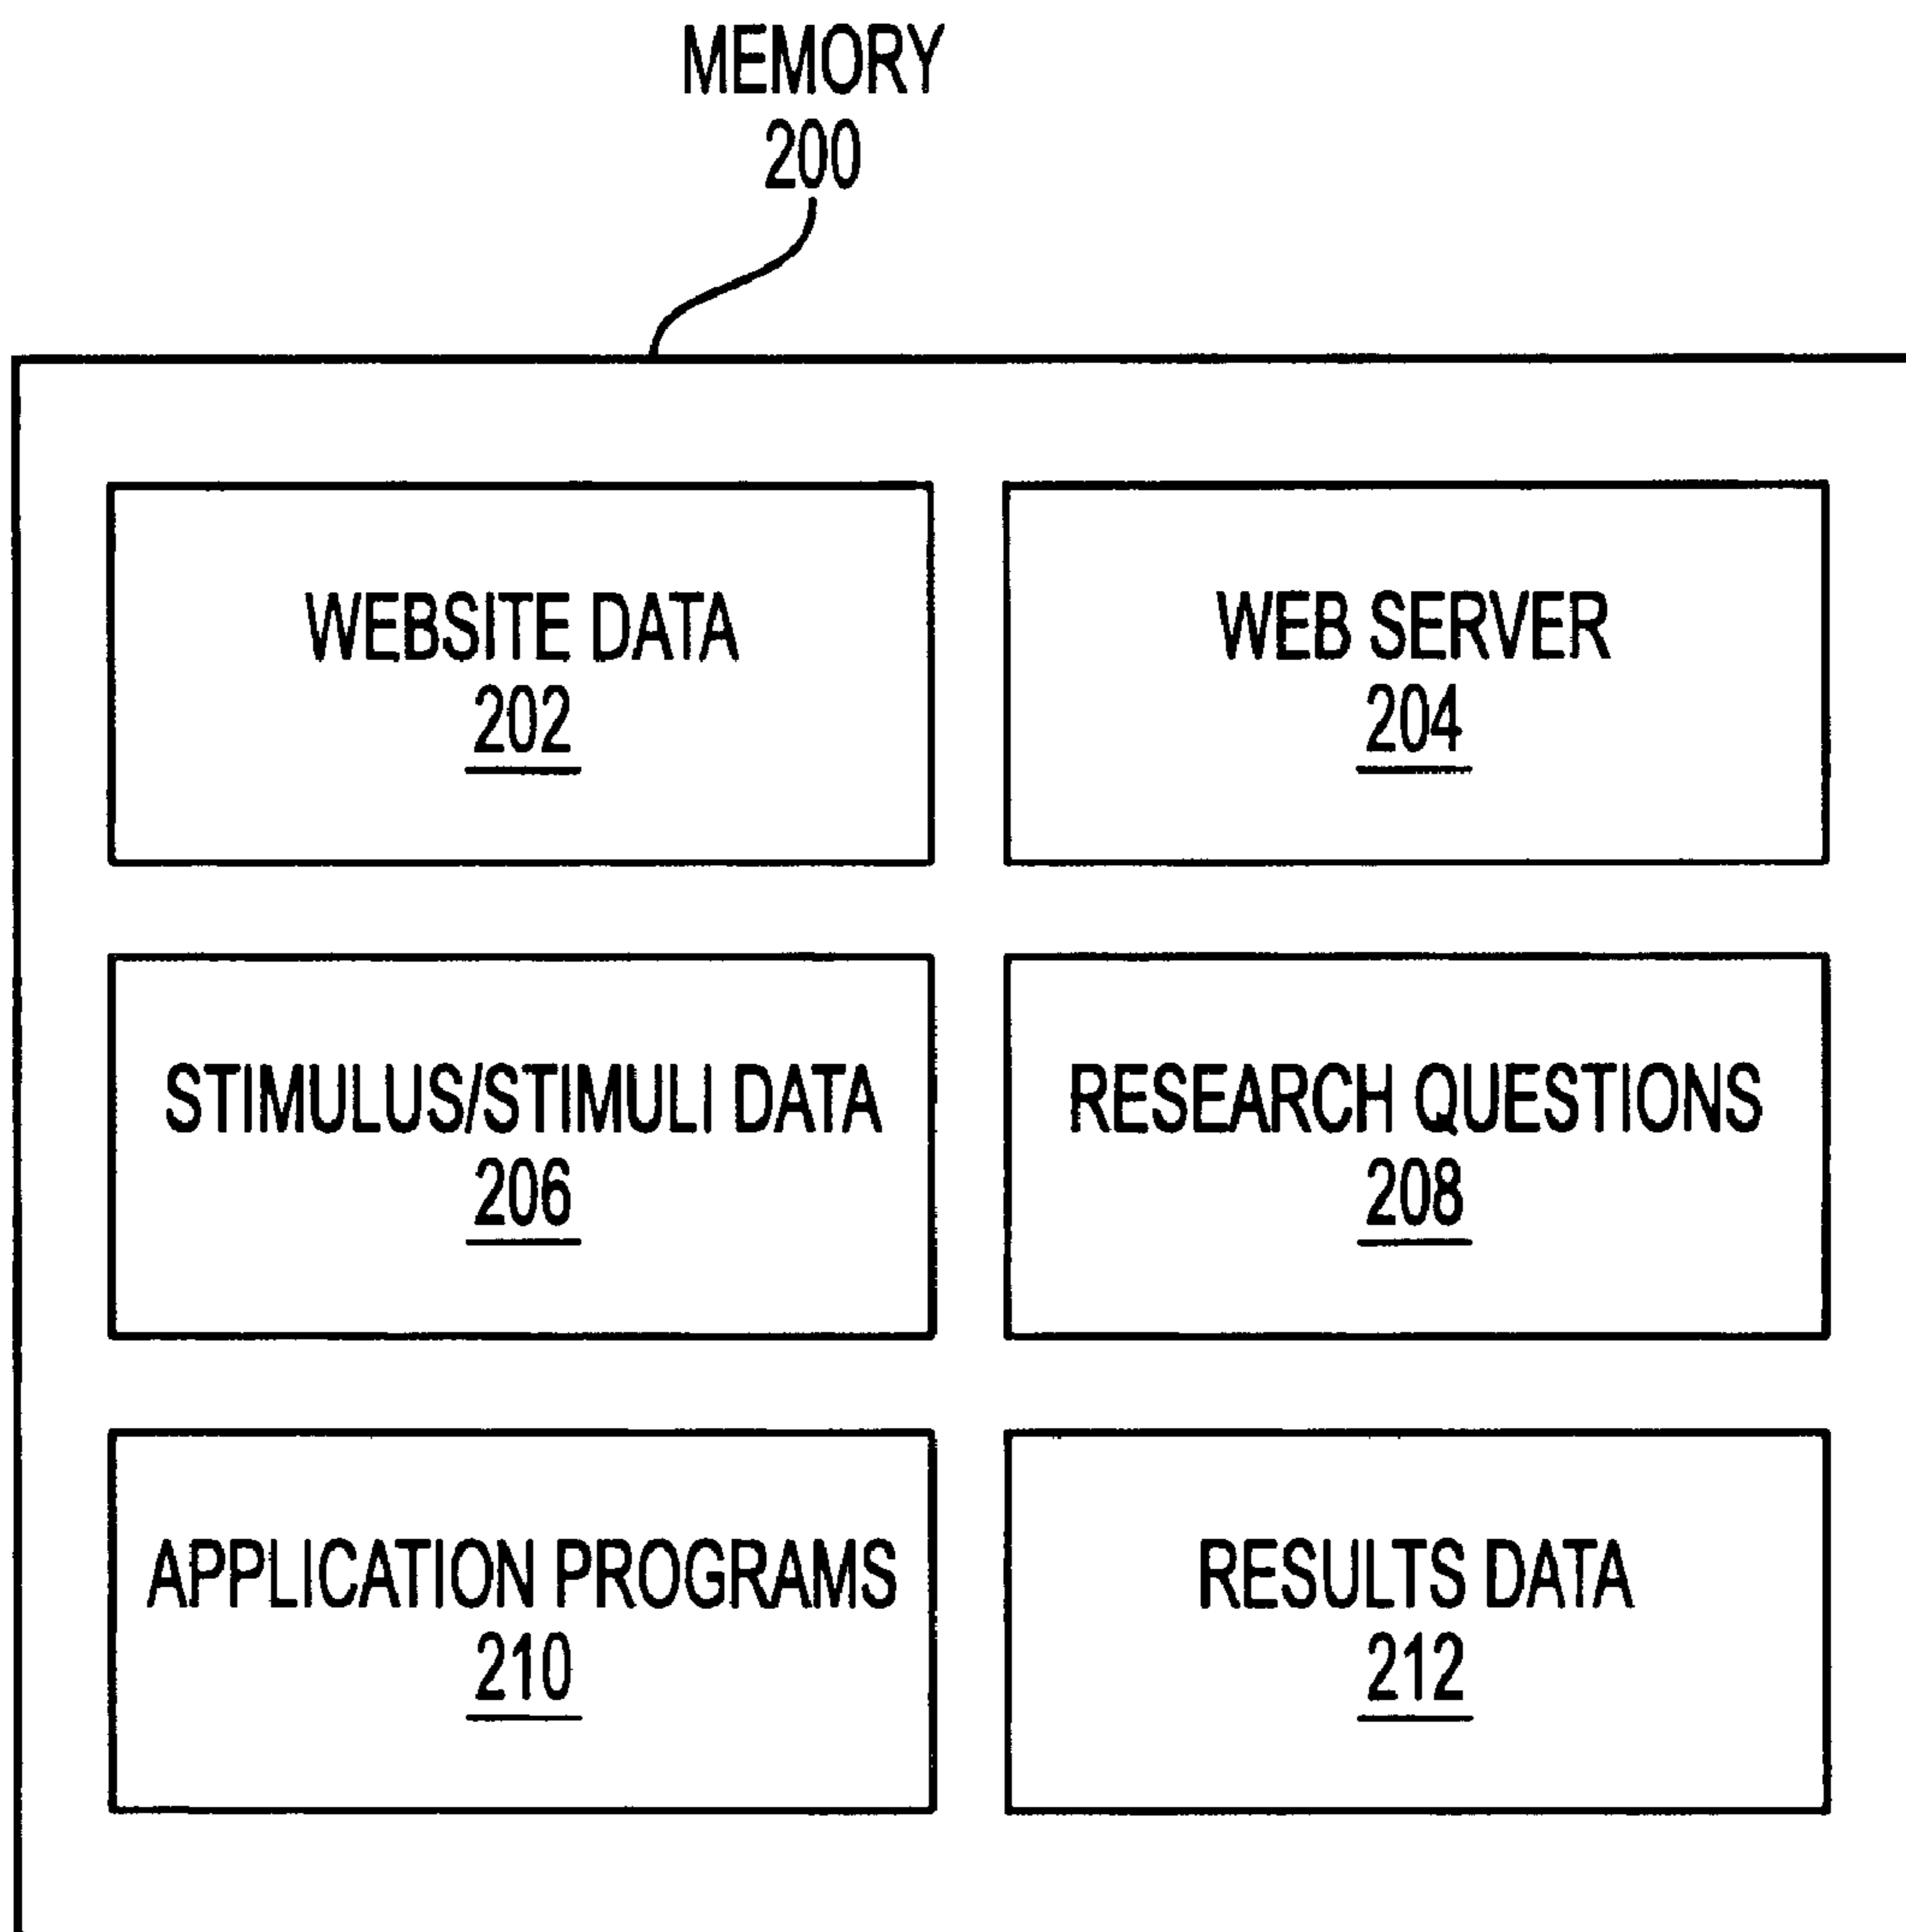 MEMORY
200
WEBSITE DATA
202
WEB SERVER
204
STIMULUS/STIMULI DATA
206
RESEARCH QUESTIONS
208
APPLICATION PROGRAMS
210
RESULTS DATA
212